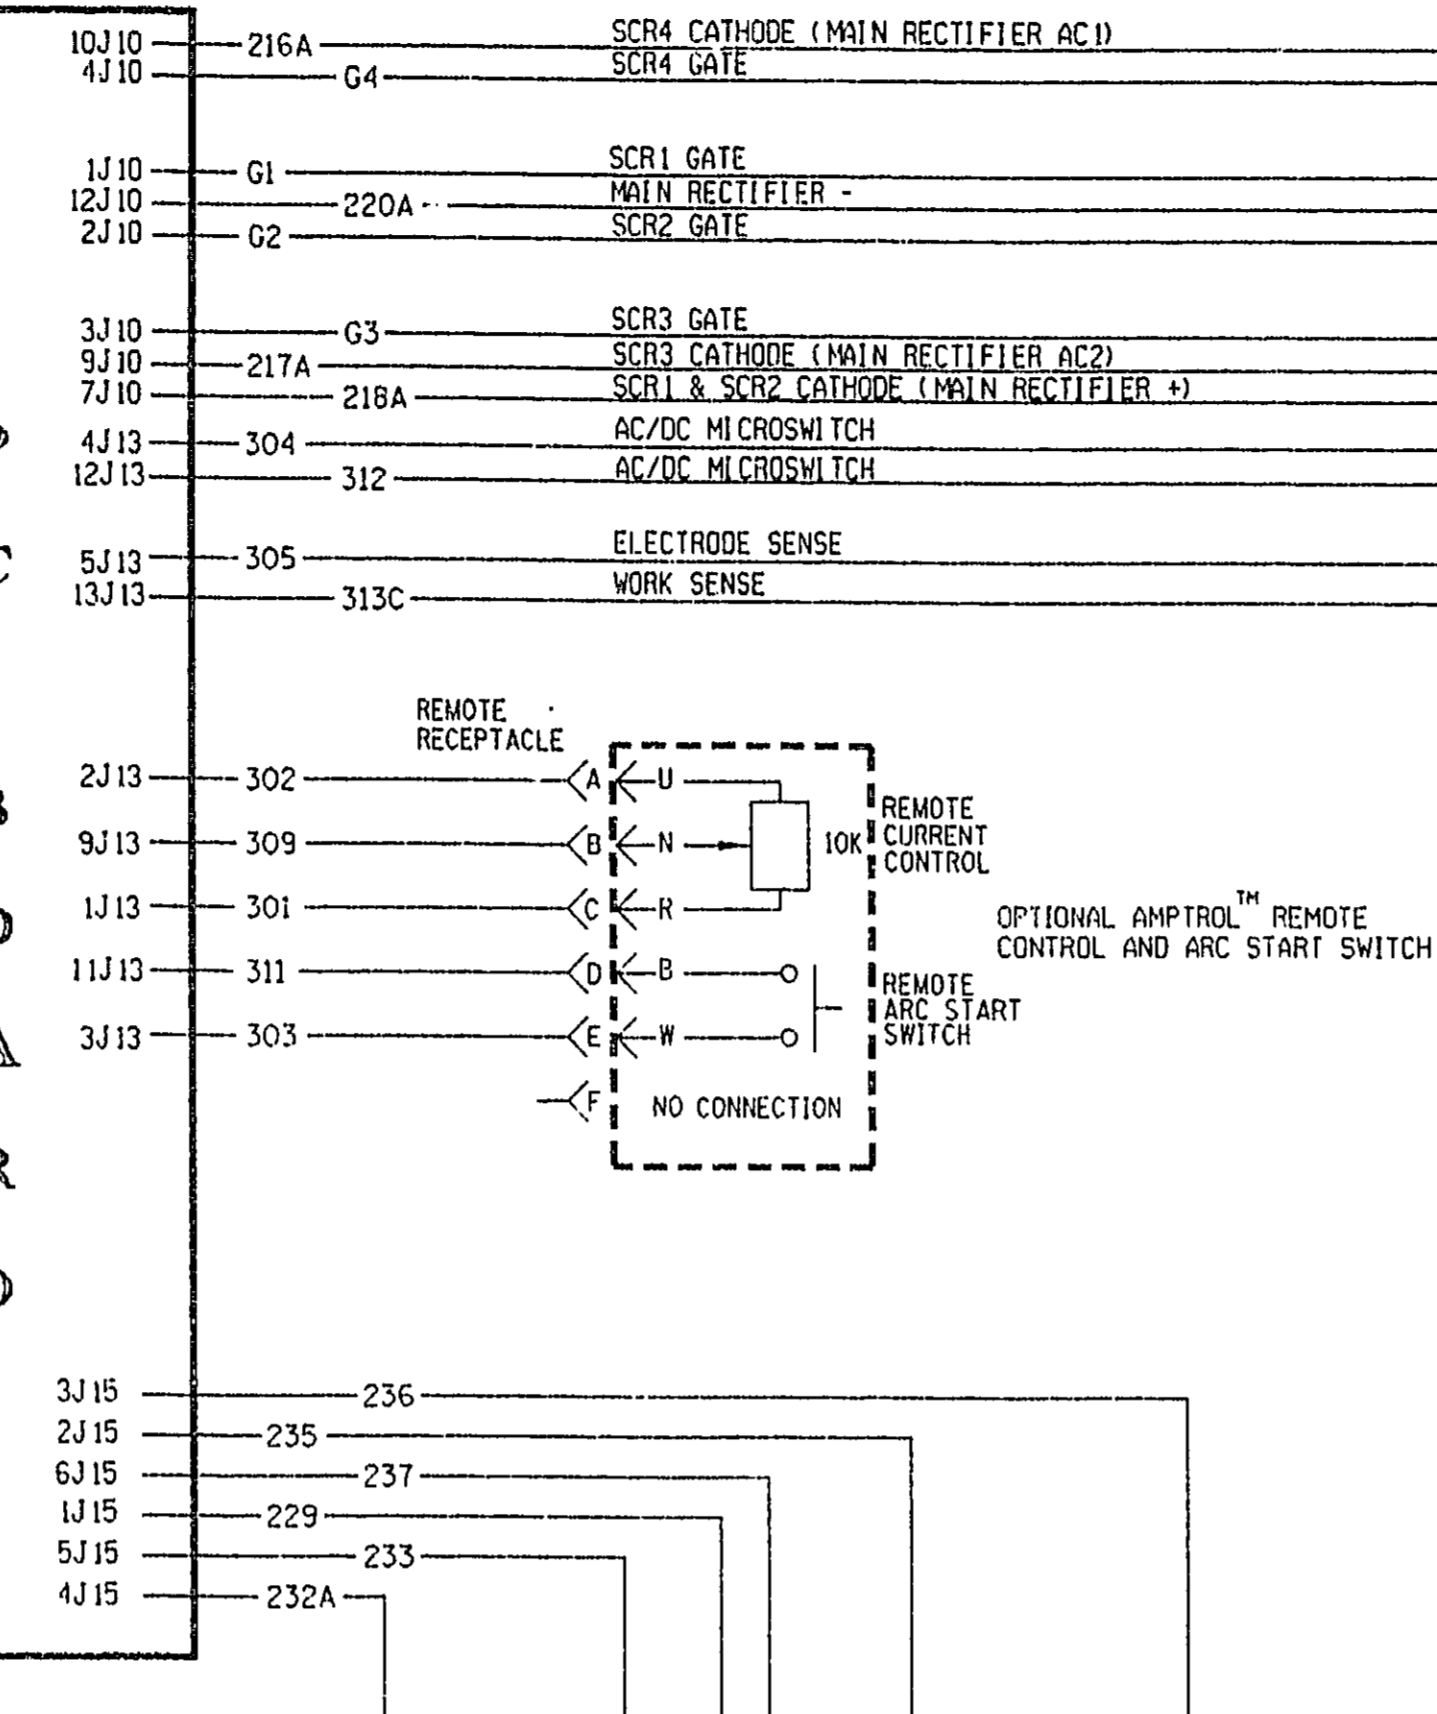 10J10 216A SCR4 CATHODE (MAIN RECTIFIER AC1)
4J10 G4 SCR4 GATE
1J10 G1 SCR1 GATE
12J10 220A MAIN RECTIFIER -
2J10 G2 SCR2 GATE
3J10 G3 SCR3 GATE
9J10 217A SCR3 CATHODE (MAIN RECTIFIER AC2)
7J10 218A SCR1 & SCR2 CATHODE (MAIN RECTIFIER +)
4J13 304 AC/DC MICROSWITCH
12J13 312 AC/DC MICROSWITCH
5J13 305 ELECTRODE SENSE
13J13 313C WORK SENSE
REMOTE
RECEPTACLE
2J13 302 A U
9J13 309 B N 10K
1J13 301 C R
REMOTE
CURRENT
CONTROL
OPTIONAL AMPTROL™ REMOTE
CONTROL AND ARC START SWITCH
11J13 311 D B
3J13 303 E W
REMOTE
ARC START
SWITCH
F NO CONNECTION
R
3J15 236
2J15 235
6J15 237
1J15 229
5J15 233
4J15 232A